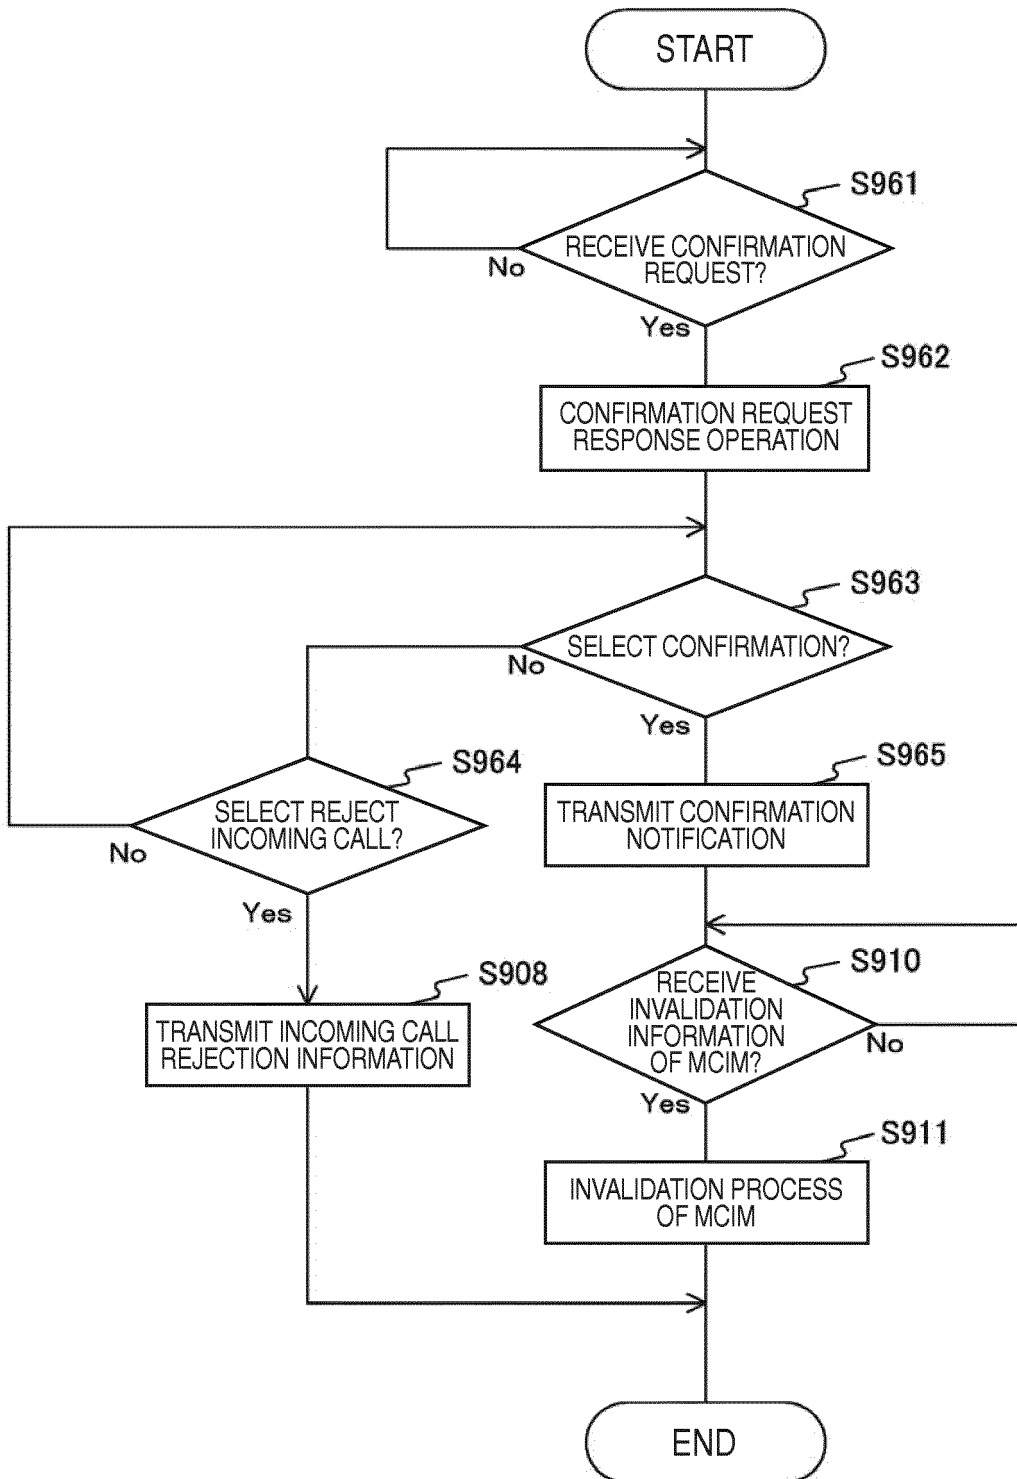 START
S961
RECEIVE CONFIRMATION
REQUEST?
No
Yes
S962
CONFIRMATION REQUEST
RESPONSE OPERATION
S963
SELECT CONFIRMATION?
No
Yes
S964
SELECT REJECT
INCOMING CALL?
No
Yes
S965
TRANSMIT CONFIRMATION
NOTIFICATION
S908
TRANSMIT INCOMING CALL
REJECTION INFORMATION
S910
RECEIVE
INVALIDATION
INFORMATION
OF MCIM?
No
Yes
S911
INVALIDATION PROCESS
OF MCIM
END